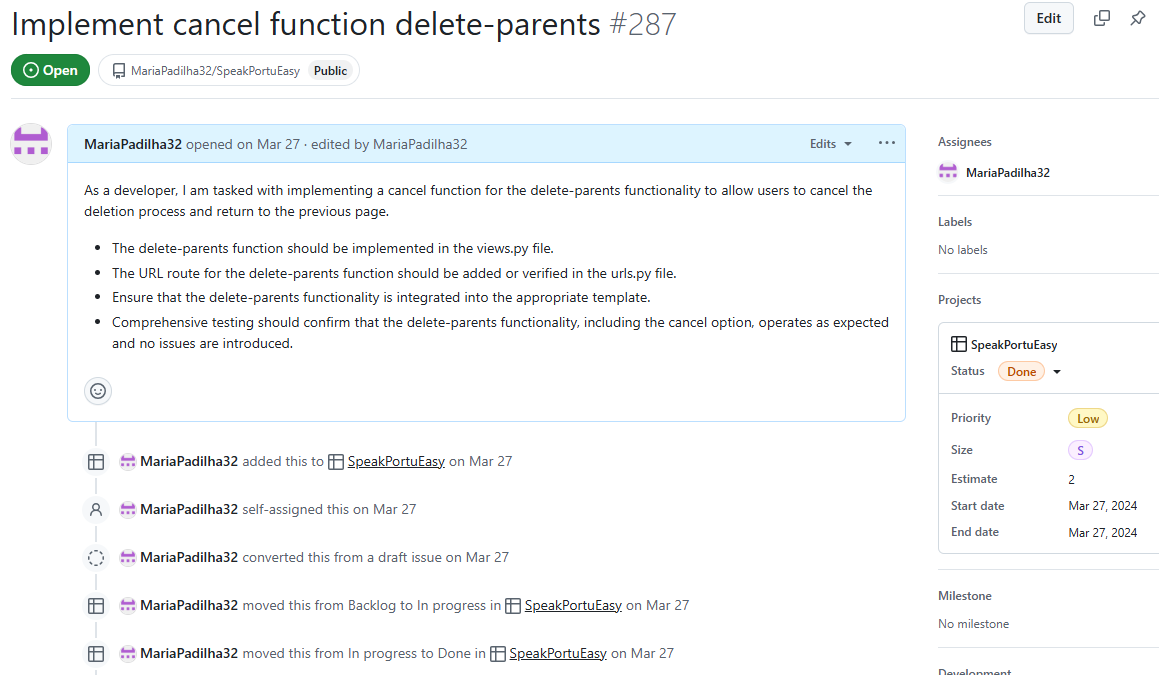 Implement cancel function delete-parents #287
Edit
Open
MariaPadilha32/SpeakPortuEasy Public
MariaPadilha32 opened on Mar 27 · edited by MariaPadilha32
Edits
As a developer, I am tasked with implementing a cancel function for the delete-parents functionality to allow users to cancel the
deletion process and return to the previous page.
• The delete-parents function should be implemented in the views.py file.
• The URL route for the delete-parents function should be added or verified in the urls.py file.
• Ensure that the delete-parents functionality is integrated into the appropriate template.
• Comprehensive testing should confirm that the delete-parents functionality, including the cancel option, operates as expected
and no issues are introduced.
MariaPadilha32 added this to SpeakPortuEasy on Mar 27
MariaPadilha32 self-assigned this on Mar 27
MariaPadilha32 converted this from a draft issue on Mar 27
MariaPadilha32 moved this from Backlog to In progress in SpeakPortuEasy on Mar 27
MariaPadilha32 moved this from In progress to Done in SpeakPortuEasy on Mar 27
Assignees
MariaPadilha32
Labels
No labels
Projects
SpeakPortuEasy
Status Done
Priority Low
Size S
Estimate 2
Start date Mar 27, 2024
End date Mar 27, 2024
Milestone
No milestone
Development